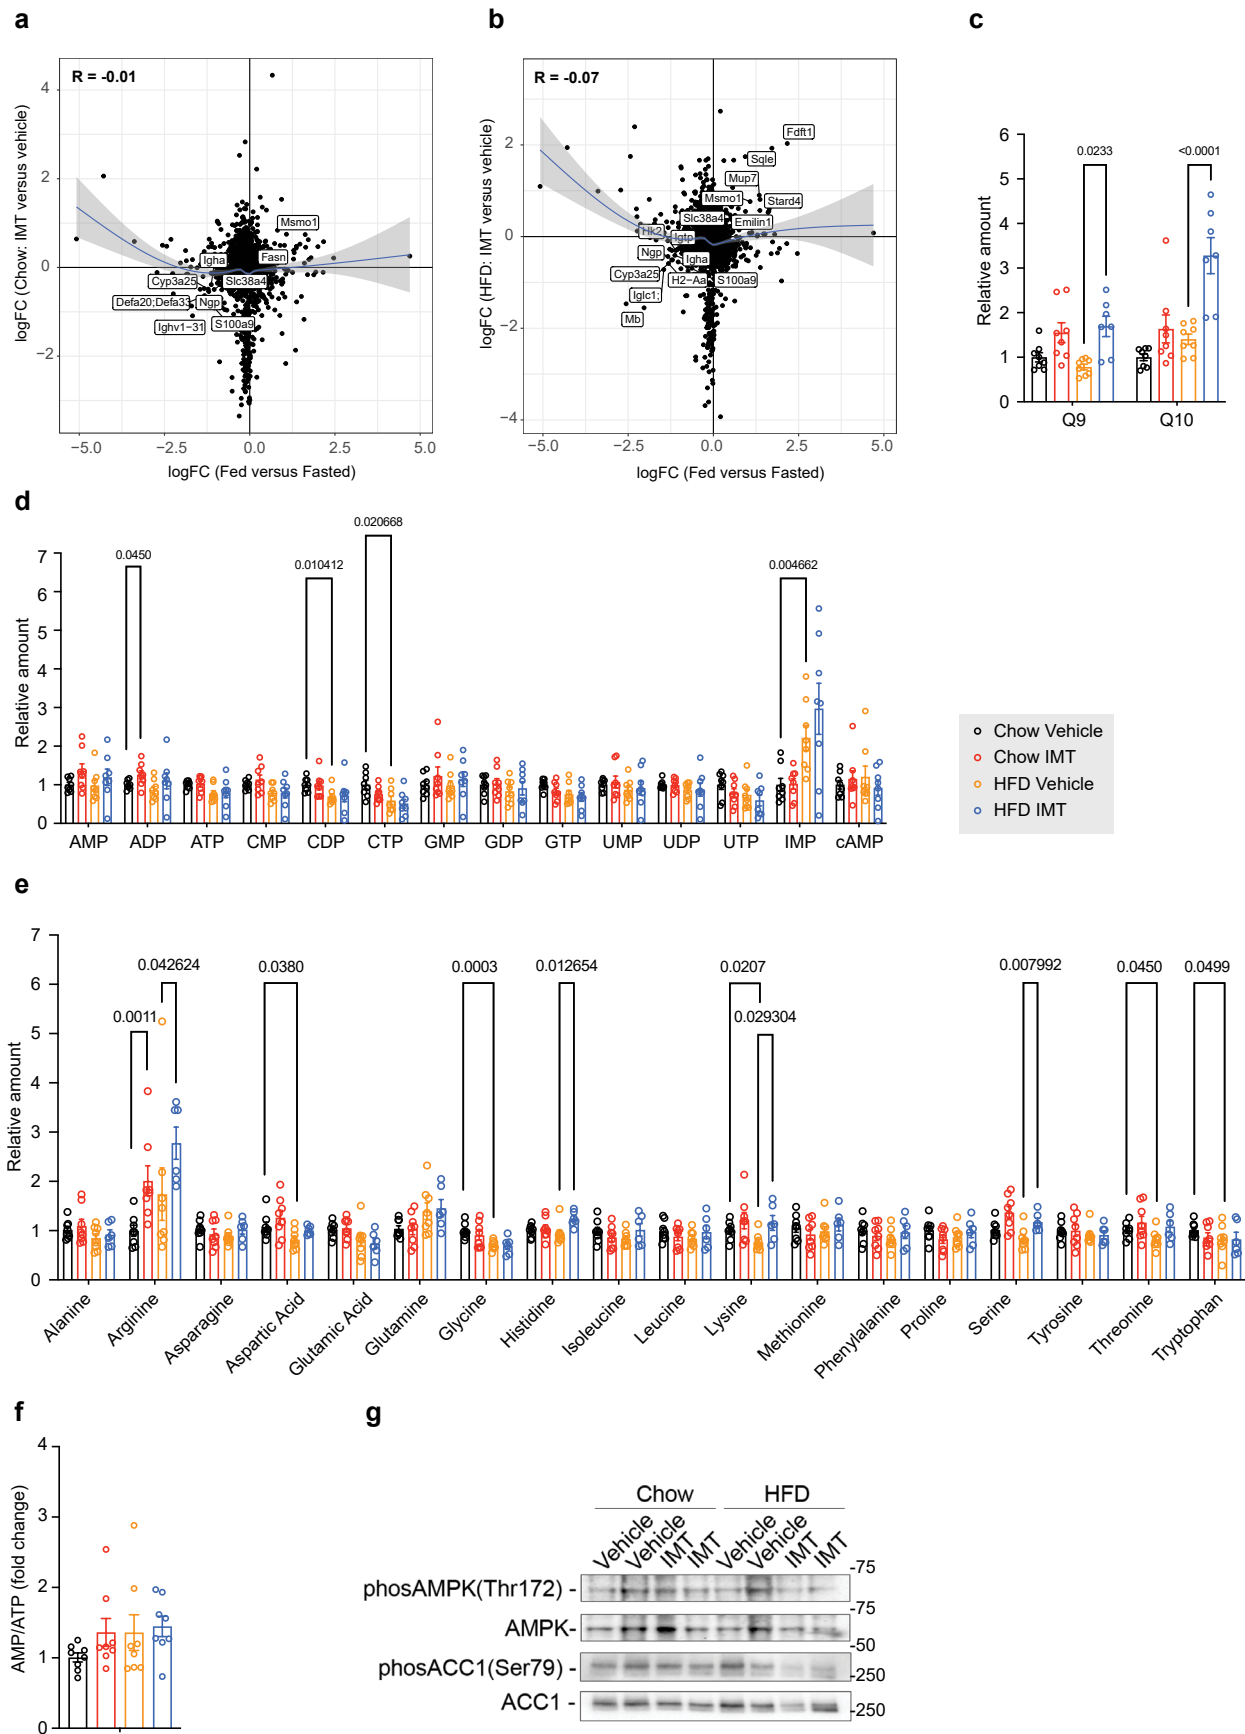 a
R = -0.01
logFC (Chow: IMT versus vehicle)
4
2
0
−2
Msmo1
Igha
Fasn
Cyp3a25
Slc38a4
Defa20;Defa33
Ngp
Ighv1−31
S100a9
−5.0
−2.5
0.0
2.5
5.0
logFC (Fed versus Fasted)
b
R = -0.07
logFC (HFD: IMT versus vehicle)
2
0
−2
−4
Fdft1
Sqle
Mup7
Msmo1
Stard4
Slc38a4
Emilin1
Hk2
Igtp
Ngp
Igha
Cyp3a25
H2−Aa
S100a9
Iglc1;
Mb
−5.0
−2.5
0.0
2.5
5.0
logFC (Fed versus Fasted)
c
Relative amount
6
5
4
3
2
1
0
0.0233
<0.0001
Q9
Q10
d
Relative amount
7
6
5
4
3
2
1
0
0.0450
0.010412
0.020668
0.004662
AMP
ADP
ATP
CMP
CDP
CTP
GMP
GDP
GTP
UMP
UDP
UTP
IMP
cAMP
Chow Vehicle
Chow IMT
HFD Vehicle
HFD IMT
e
Relative amount
7
6
5
4
3
2
1
0
0.0011
0.042624
0.0380
0.0003
0.012654
0.0207
0.029304
0.007992
0.0450
0.0499
Alanine
Arginine
Asparagine
Aspartic Acid
Glutamic Acid
Glutamine
Glycine
Histidine
Isoleucine
Leucine
Lysine
Methionine
Phenylalanine
Proline
Serine
Tyrosine
Threonine
Tryptophan
f
AMP/ATP (fold change)
4
3
2
1
0
g
Chow
HFD
Vehicle
Vehicle
IMT
IMT
Vehicle
Vehicle
IMT
IMT
phosAMPK(Thr172) -
-75
AMPK-
-75
-50
phosACC1(Ser79) -
-250
ACC1 -
-250